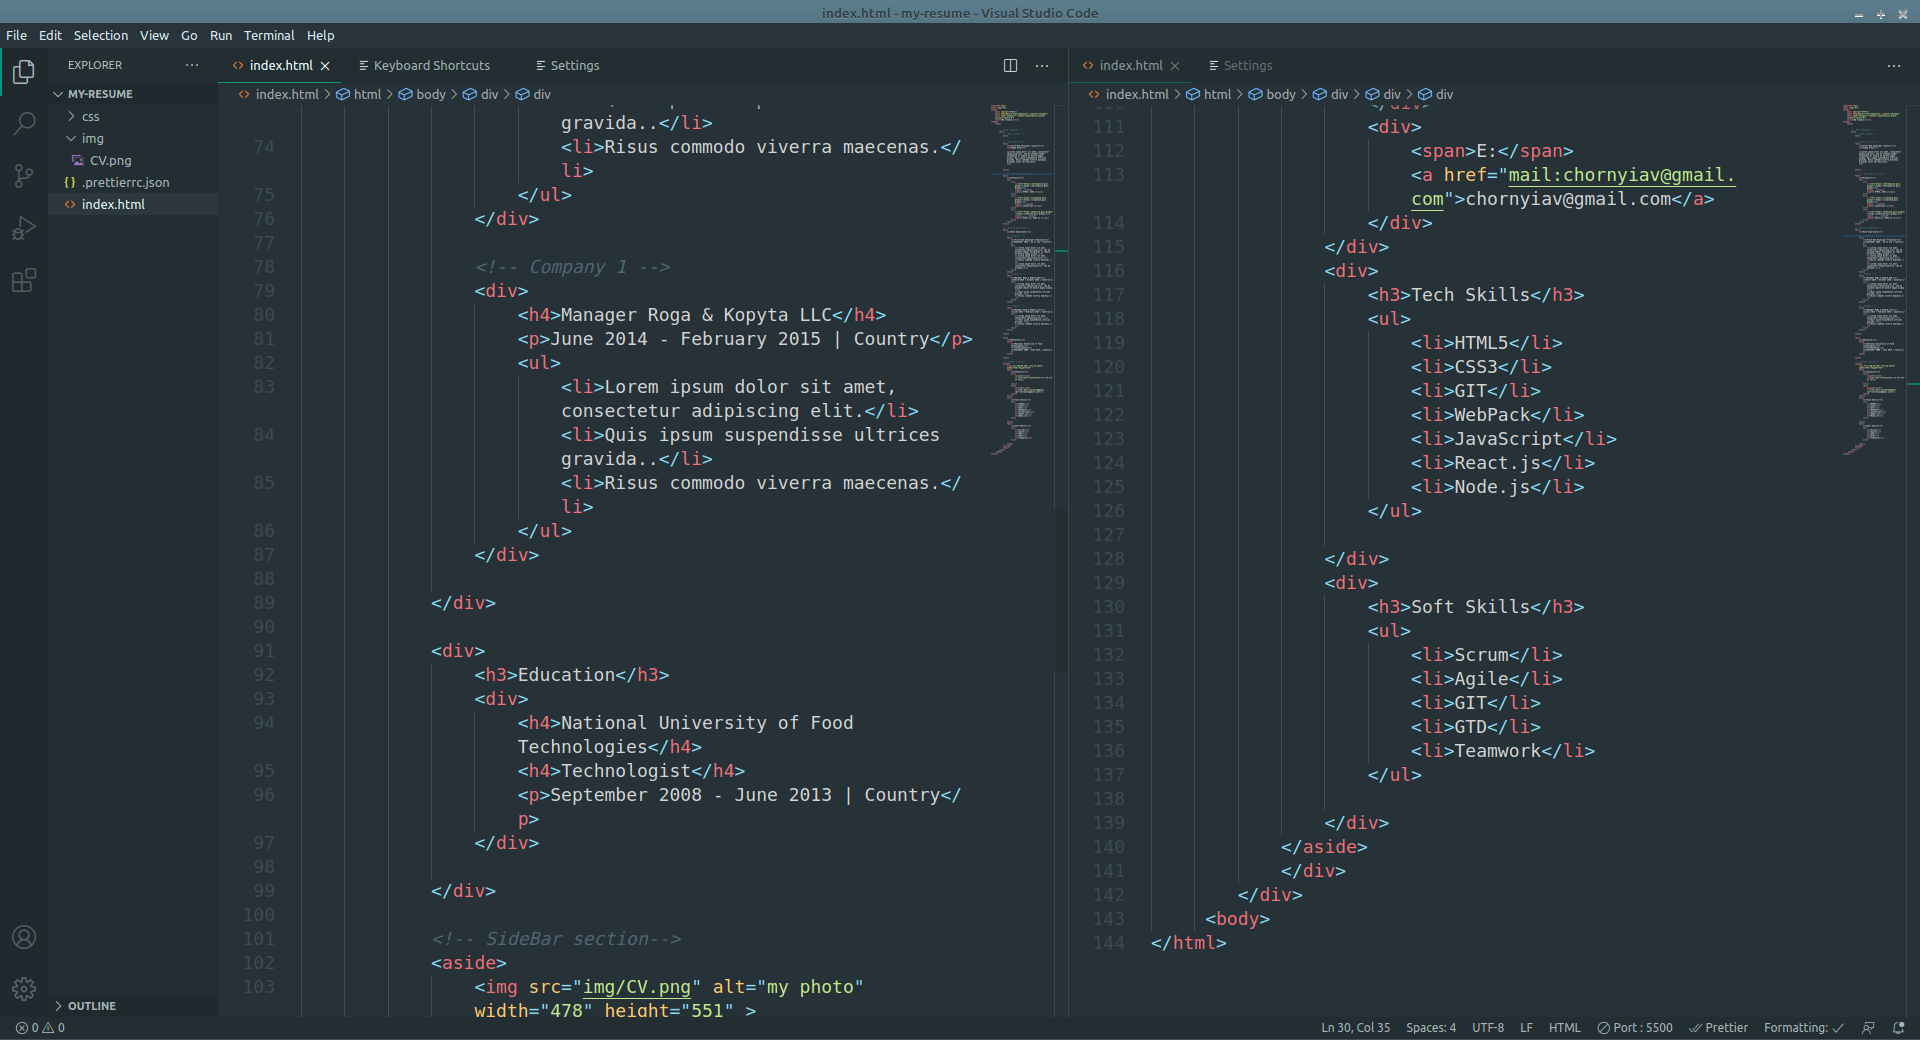 index.html - my-resume - Visual Studio Code
File Edit Selection View Go Run Terminal Help
EXPLORER
MY-RESUME
css
img
CV.png
.prettierrc.json
index.html
OUTLINE
index.html Keyboard Shortcuts Settings
index.html > html > body > div > div
gravida..</li>
74 <li>Risus commodo viverra maecenas.</
li>
75 </ul>
76 </div>
77
78 <!-- Company 1 -->
79 <div>
80 <h4>Manager Roga & Kopyta LLC</h4>
81 <p>June 2014 - February 2015 | Country</p>
82 <ul>
83 <li>Lorem ipsum dolor sit amet,
consectetur adipiscing elit.</li>
84 <li>Quis ipsum suspendisse ultrices
gravida..</li>
85 <li>Risus commodo viverra maecenas.</
li>
86 </ul>
87 </div>
88
89 </div>
90
91 <div>
92 <h3>Education</h3>
93 <div>
94 <h4>National University of Food
Technologies</h4>
95 <h4>Technologist</h4>
96 <p>September 2008 - June 2013 | Country</
p>
97 </div>
98
99 </div>
100
101 <!-- SideBar section-->
102 <aside>
103 <img src="img/CV.png" alt="my photo"
width="478" height="551" >
index.html Settings
index.html > html > body > div > div > div
110 </div>
111 <div>
112 <span>E:</span>
113 <a href="mail:chornyiav@gmail.
com">chornyiav@gmail.com</a>
114 </div>
115 </div>
116 <div>
117 <h3>Tech Skills</h3>
118 <ul>
119 <li>HTML5</li>
120 <li>CSS3</li>
121 <li>GIT</li>
122 <li>WebPack</li>
123 <li>JavaScript</li>
124 <li>React.js</li>
125 <li>Node.js</li>
126 </ul>
127
128 </div>
129 <div>
130 <h3>Soft Skills</h3>
131 <ul>
132 <li>Scrum</li>
133 <li>Agile</li>
134 <li>GIT</li>
135 <li>GTD</li>
136 <li>Teamwork</li>
137 </ul>
138
139 </div>
140 </aside>
141 </div>
142 </div>
143 <body>
144 </html>
0 0 Ln 30, Col 35 Spaces: 4 UTF-8 LF HTML Port : 5500 Prettier Formatting: ✓